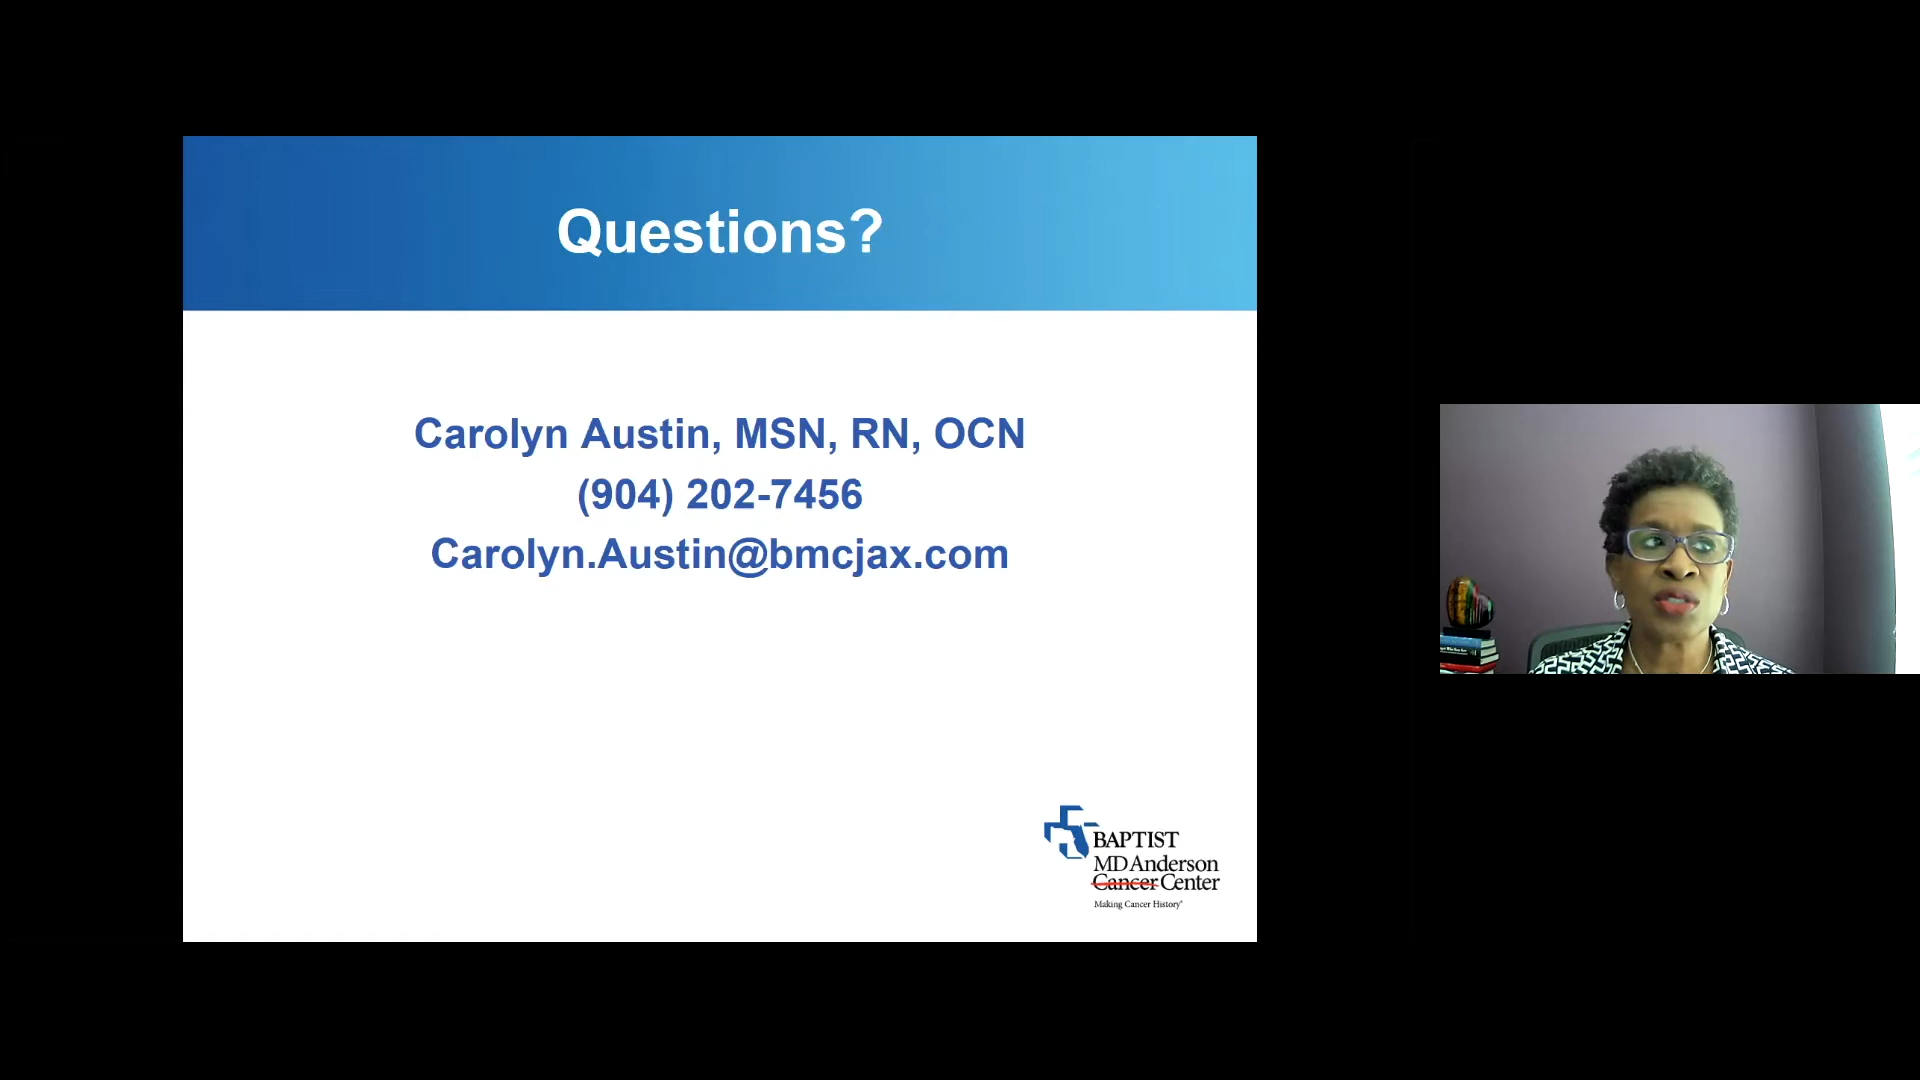 Questions?
Carolyn Austin, MSN, RN, OCN
(904) 202-7456
Carolyn.Austin@bmcjax.com
BAPTIST
MD Anderson
Cancer Center
Making Cancer History®